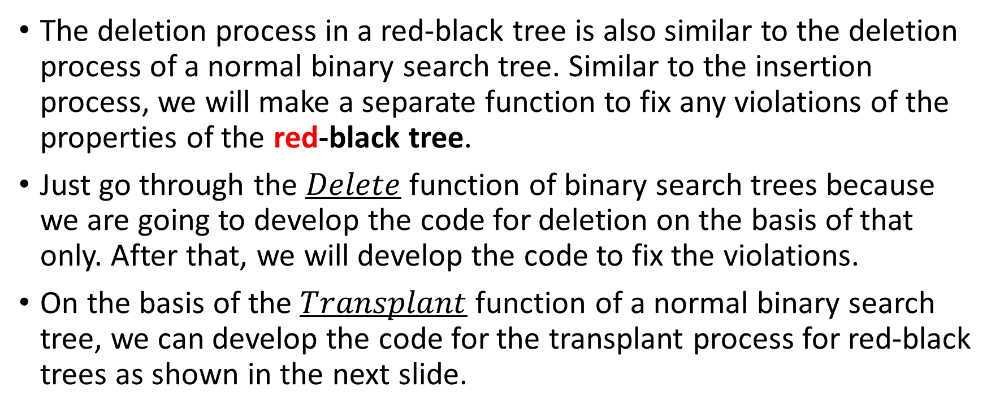 • The deletion process in a red-black tree is also similar to the deletion
process of a normal binary search tree. Similar to the insertion
process, we will make a separate function to fix any violations of the
properties of the red-black tree.
• Just go through the Delete function of binary search trees because
we are going to develop the code for deletion on the basis of that
only. After that, we will develop the code to fix the violations.
• On the basis of the Transplant function of a normal binary search
tree, we can develop the code for the transplant process for red-black
trees as shown in the next slide.